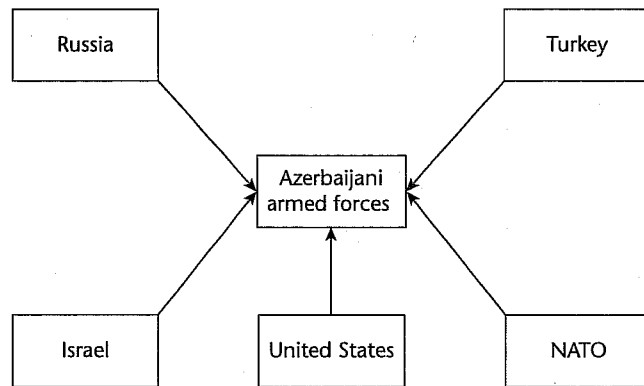 Russia
Turkey
Azerbaijani
armed forces
Israel
United States
NATO